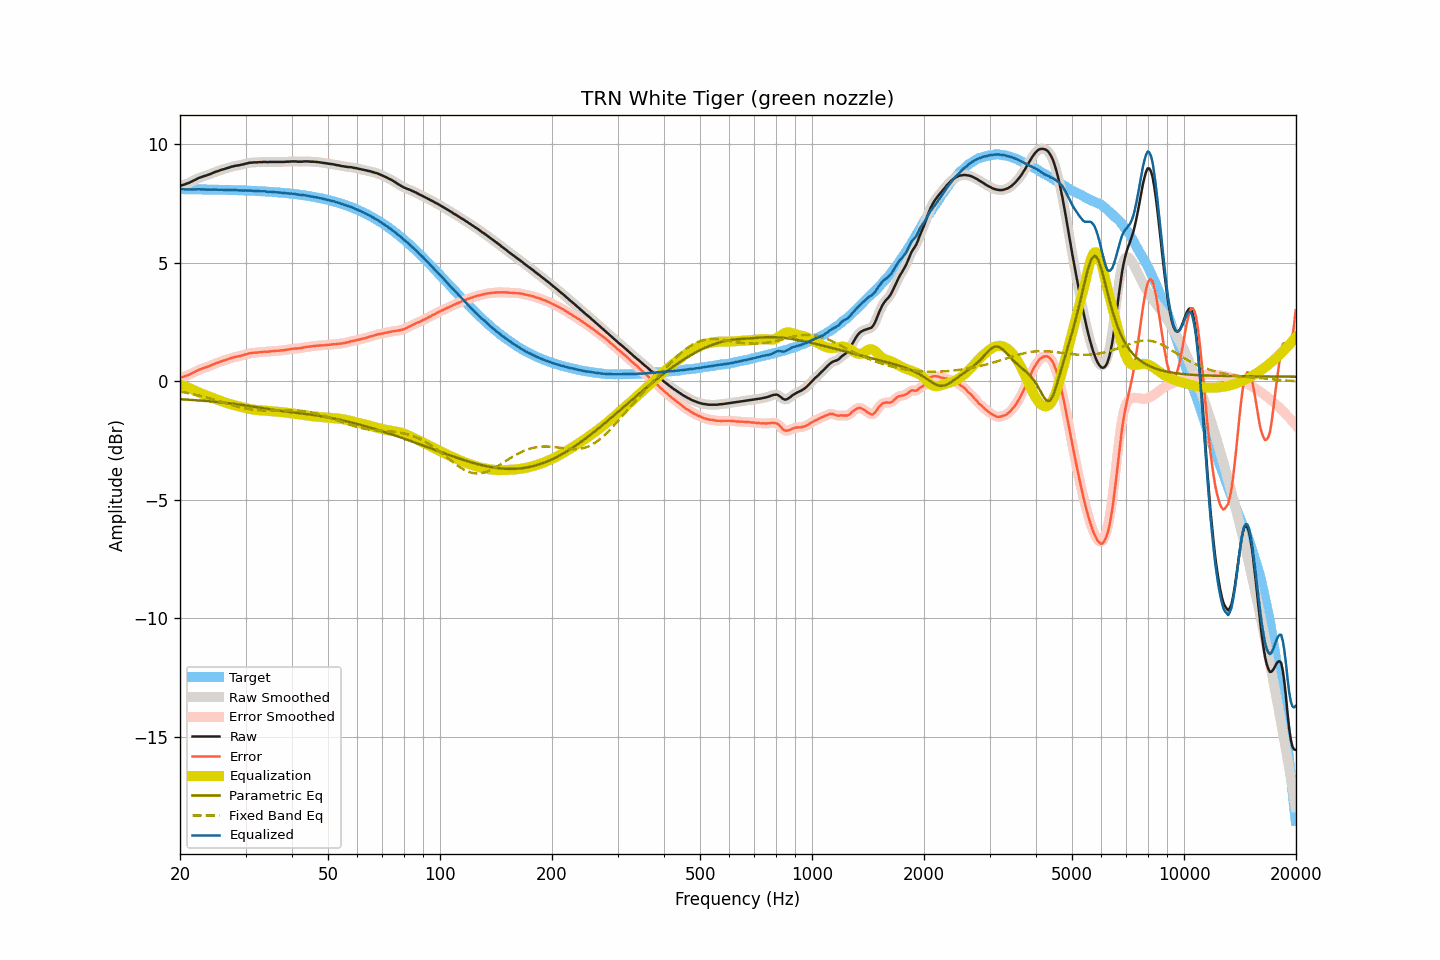 TRN White Tiger (green nozzle)
10
5
0
−5
−10
−15
Amplitude (dBr)
Target
Raw Smoothed
Error Smoothed
Raw
Error
Equalization
Parametric Eq
Fixed Band Eq
Equalized
20 50 100 200 500 1000 2000 5000 10000 20000
Frequency (Hz)